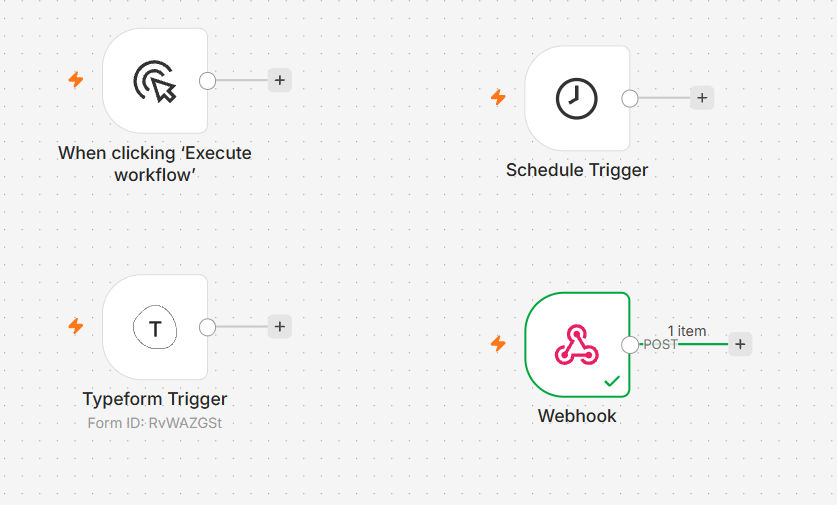 When clicking ‘Execute
workflow’
Schedule Trigger
T
Typeform Trigger
Form ID: RvWAZGSt
1 item
POST
Webhook